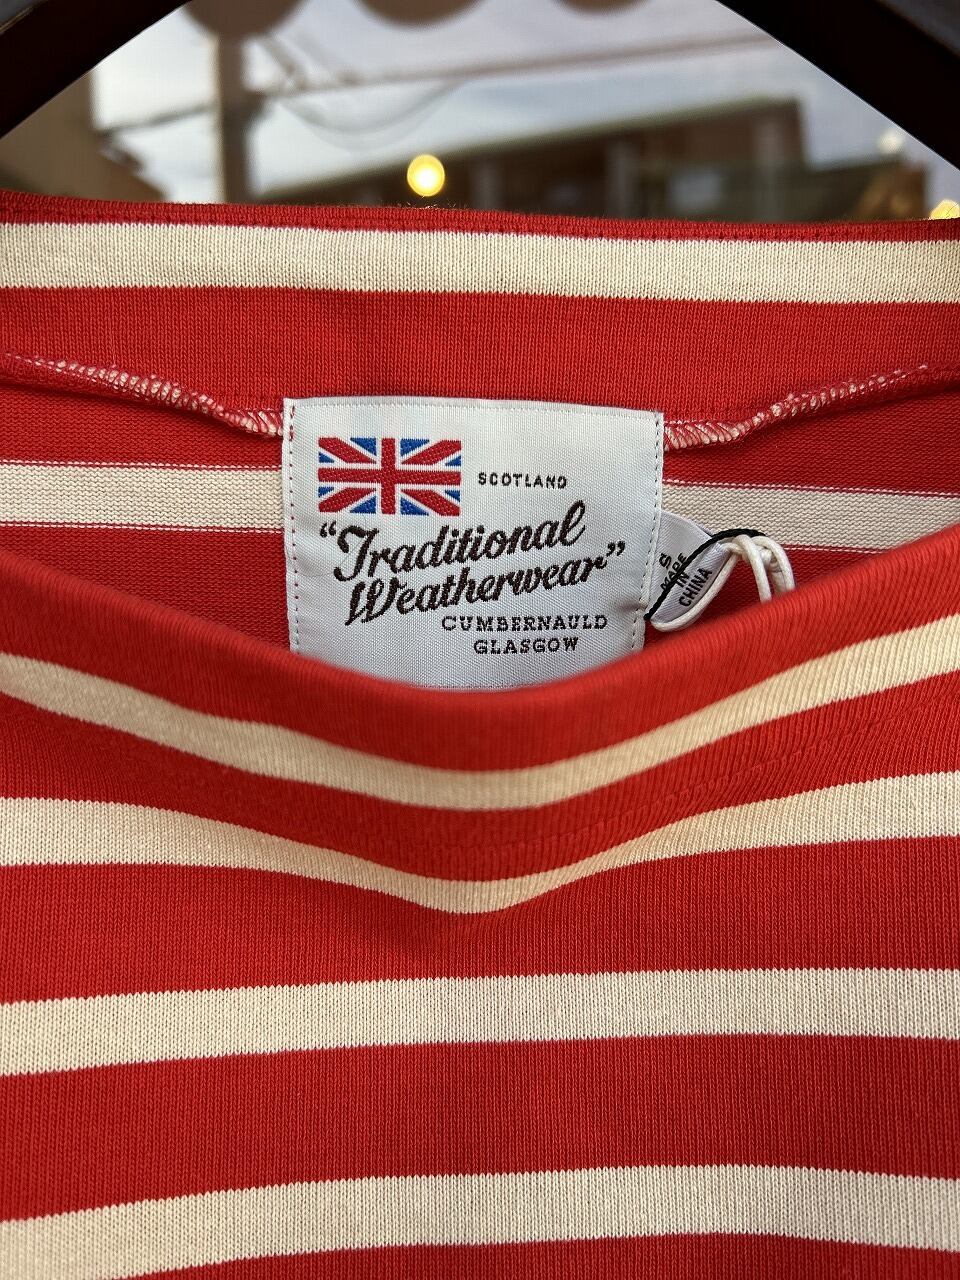 SCOTLAND
“Traditional
Weatherwear”
CUMBERNAULD
GLASGOW
S
MADE
IN
CHINA